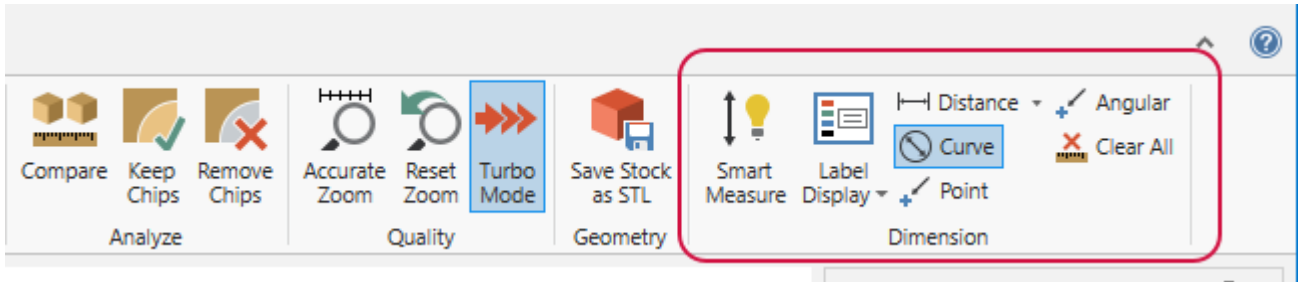 Compare
Keep
Chips
Remove
Chips
Analyze
Accurate
Zoom
Reset
Zoom
Turbo
Mode
Quality
Save Stock
as STL
Geometry
Smart
Measure
Label
Display
Distance
Curve
Point
Angular
Clear All
Dimension